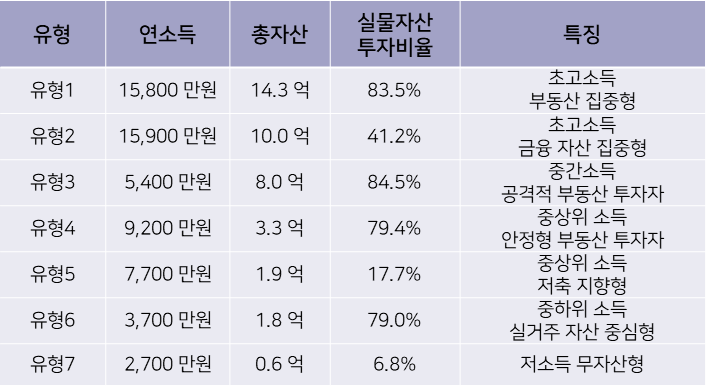 유형 연소득 총자산 실물자산 투자비율 특징
유형1 15,800 만원 14.3 억 83.5% 초고소득 부동산 집중형
유형2 15,900 만원 10.0 억 41.2% 초고소득 금융 자산 집중형
유형3 5,400 만원 8.0 억 84.5% 중간소득 공격적 부동산 투자자
유형4 9,200 만원 3.3 억 79.4% 중상위 소득 안정형 부동산 투자자
유형5 7,700 만원 1.9 억 17.7% 중상위 소득 저축 지향형
유형6 3,700 만원 1.8 억 79.0% 중하위 소득 실거주 자산 중심형
유형7 2,700 만원 0.6 억 6.8% 저소득 무자산형